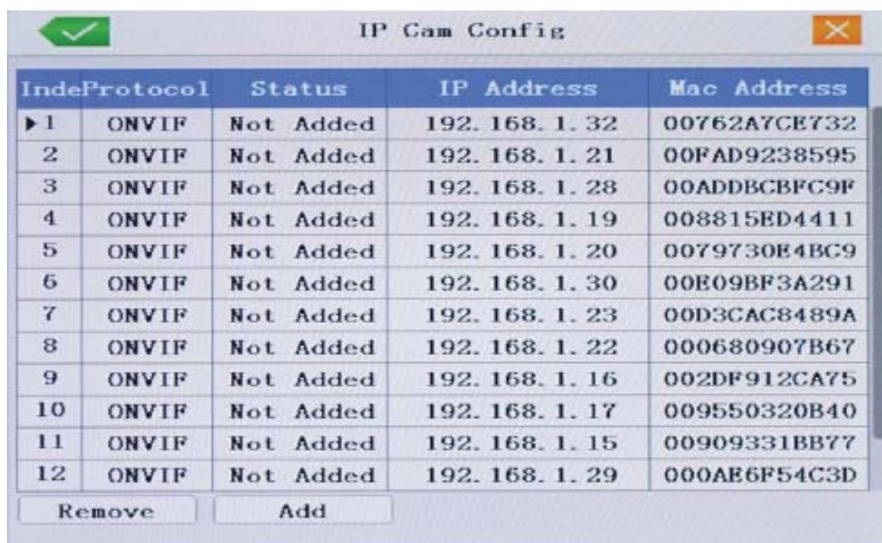 IP Cam Config
IndeProtocol Status IP Address Mac Address
1 ONVIF Not Added 192.168.1.32 00762A7CE732
2 ONVIF Not Added 192.168.1.21 00FAD9238595
3 ONVIF Not Added 192.168.1.28 00ADDBCBFC9F
4 ONVIF Not Added 192.168.1.19 008815ED4411
5 ONVIF Not Added 192.168.1.20 0079730E4BC9
6 ONVIF Not Added 192.168.1.30 00E09BF3A291
7 ONVIF Not Added 192.168.1.23 00D3CAC8489A
8 ONVIF Not Added 192.168.1.22 000680907B67
9 ONVIF Not Added 192.168.1.16 002DF912CA75
10 ONVIF Not Added 192.168.1.17 009550320B40
11 ONVIF Not Added 192.168.1.15 00909331BB77
12 ONVIF Not Added 192.168.1.29 000AE6F54C3D
Remove Add